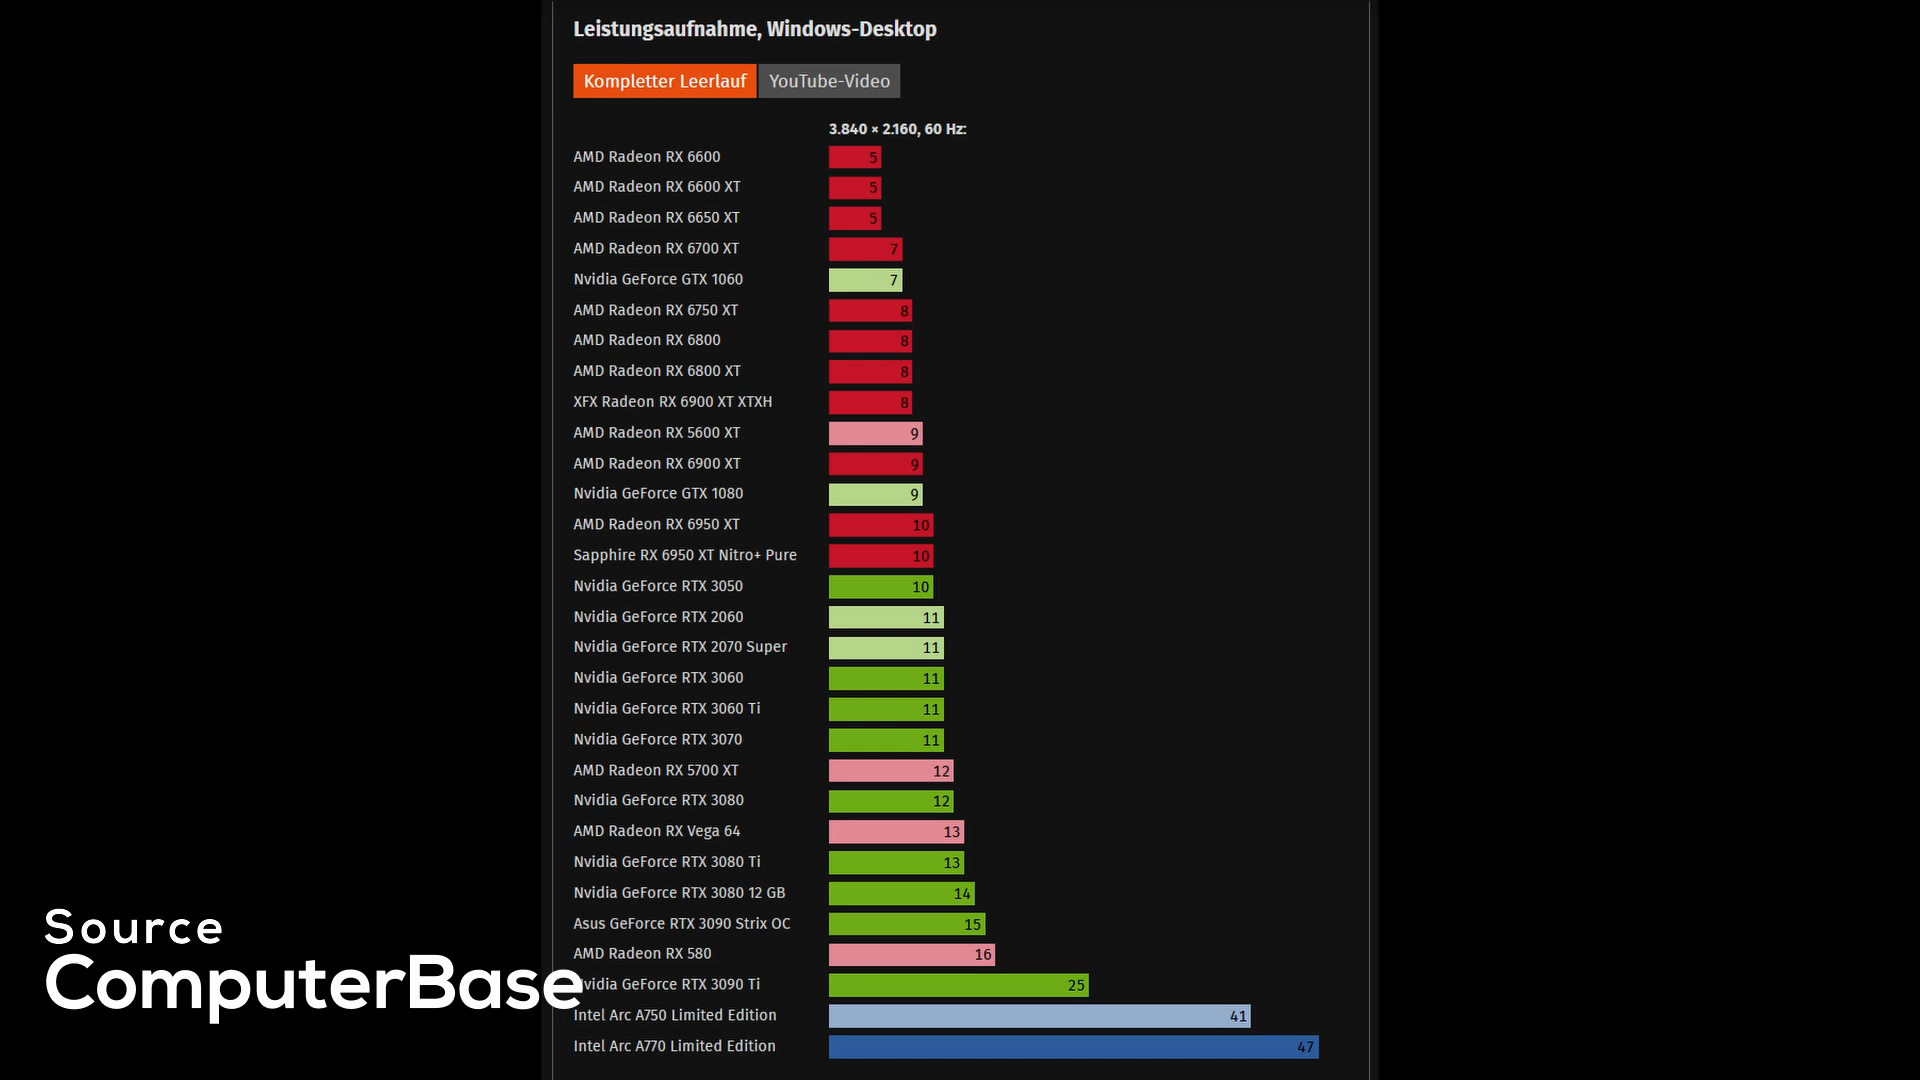 Leistungsaufnahme, Windows-Desktop
Kompletter Leerlauf YouTube-Video
3.840 × 2.160, 60 Hz:
AMD Radeon RX 6600 5
AMD Radeon RX 6600 XT 5
AMD Radeon RX 6650 XT 5
AMD Radeon RX 6700 XT 7
Nvidia GeForce GTX 1060 7
AMD Radeon RX 6750 XT 8
AMD Radeon RX 6800 8
AMD Radeon RX 6800 XT 8
XFX Radeon RX 6900 XT XTXH 8
AMD Radeon RX 5600 XT 9
AMD Radeon RX 6900 XT 9
Nvidia GeForce GTX 1080 9
AMD Radeon RX 6950 XT 10
Sapphire RX 6950 XT Nitro+ Pure 10
Nvidia GeForce RTX 3050 10
Nvidia GeForce RTX 2060 11
Nvidia GeForce RTX 2070 Super 11
Nvidia GeForce RTX 3060 11
Nvidia GeForce RTX 3060 Ti 11
Nvidia GeForce RTX 3070 11
AMD Radeon RX 5700 XT 12
Nvidia GeForce RTX 3080 12
AMD Radeon RX Vega 64 13
Nvidia GeForce RTX 3080 Ti 13
Nvidia GeForce RTX 3080 12 GB 14
Asus GeForce RTX 3090 Strix OC 15
AMD Radeon RX 580 16
Nvidia GeForce RTX 3090 Ti 25
Intel Arc A750 Limited Edition 41
Intel Arc A770 Limited Edition 47
Source
ComputerBase